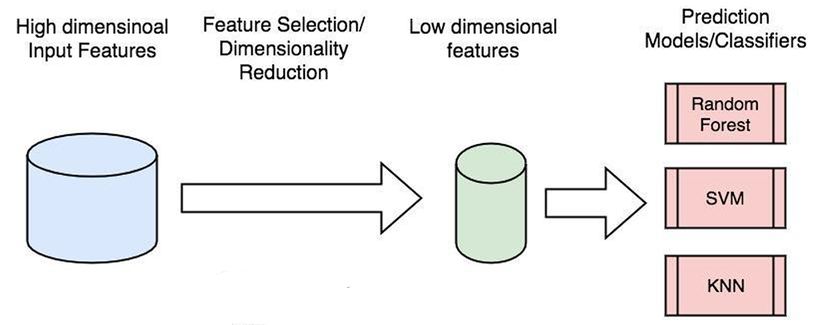 High dimensinoal
Input Features
Feature Selection/
Dimensionality
Reduction
Low dimensional
features
Prediction
Models/Classifiers
Random
Forest
SVM
KNN